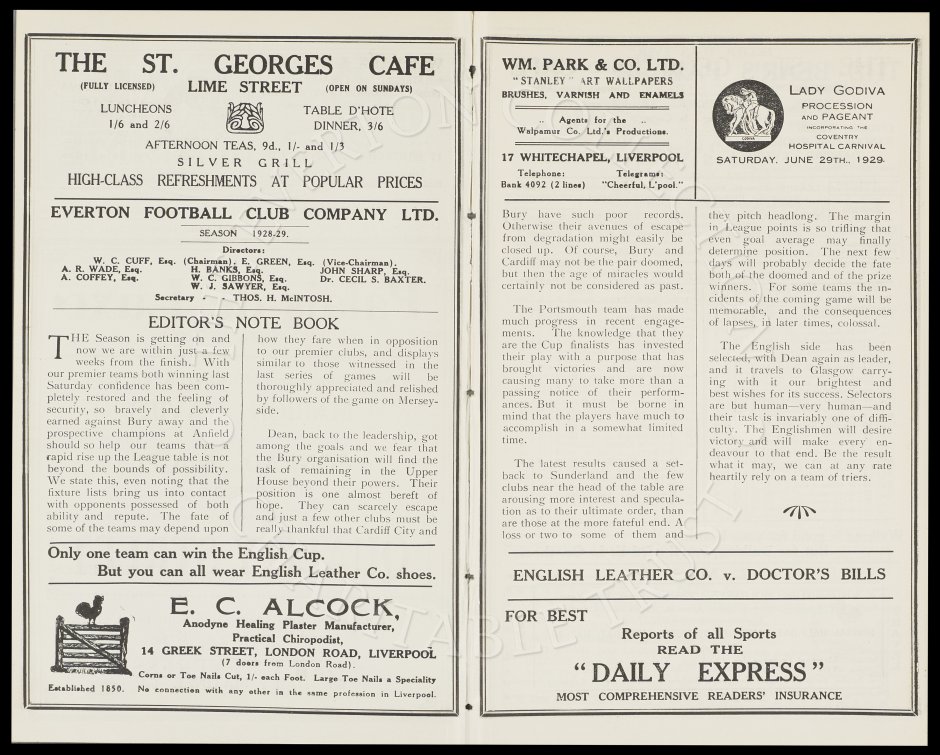 THE ST. GEORGES CAFE
(FULLY LICENSED) LIME STREET (OPEN ON SUNDAYS)
LUNCHEONS
1/6 and 2/6
TABLE D'HOTE
DINNER, 3/6
AFTERNOON TEAS, 9d., 1/- and 1/3
SILVER GRILL
HIGH-CLASS REFRESHMENTS AT POPULAR PRICES
EVERTON FOOTBALL CLUB COMPANY LTD.
SEASON 1928-29.
Directors:
W. C. CUFF, Esq. (Chairman), E. GREEN, Esq. (Vice-Chairman).
A. R. WADE, Esq. H. BANKS, Esq. JOHN SHARP, Esq.
A. COFFEY, Esq. W. C. GIBBONS, Esq. Dr. CECIL S. BAXTER.
W. J. SAWYER, Esq.
Secretary - - THOS. H. McINTOSH.
EDITOR'S NOTE BOOK
THE Season is getting on and
now we are within just a few
weeks from the finish. With
our premier teams both winning last
Saturday confidence has been com-
pletely restored and the feeling of
security, so bravely and cleverly
earned against Bury away and the
prospective champions at Anfield
should so help our teams that a
rapid rise up the League table is not
beyond the bounds of possibility.
We state this, even noting that the
fixture lists bring us into contact
with opponents possessed of both
ability and repute. The fate of
some of the teams may depend upon
how they fare when in opposition
to our premier clubs, and displays
similar to those witnessed in the
last series of games will be
thoroughly appreciated and relished
by followers of the game on Mersey-
side.
Dean, back to the leadership, got
among the goals and we fear that
the Bury organisation will find the
task of remaining in the Upper
House beyond their powers. Their
position is one almost bereft of
hope. They can scarcely escape
and just a few other clubs must be
really thankful that Cardiff City and
Only one team can win the English Cup.
But you can all wear English Leather Co. shoes.
E. C. ALCOCK,
Anodyne Healing Plaster Manufacturer,
Practical Chiropodist,
14 GREEK STREET, LONDON ROAD, LIVERPOOL
(7 doors from London Road).
Corns or Toe Nails Cut, 1/- each Foot. Large Toe Nails a Speciality
Established 1850. No connection with any other in the same profession in Liverpool.
WM. PARK & CO. LTD.
"STANLEY" ART WALLPAPERS
BRUSHES, VARNISH AND ENAMELS
.. Agents for the ..
Walpamur Co. Ltd.'s Productions.
17 WHITECHAPEL, LIVERPOOL
Telephone: Telegrams:
Bank 4092 (2 lines) "Cheerful, L'pool."
GODIVA
LADY GODIVA
PROCESSION
AND PAGEANT
INCORPORATING THE
COVENTRY
HOSPITAL CARNIVAL
SATURDAY, JUNE 29TH., 1929.
Bury have such poor records.
Otherwise their avenues of escape
from degradation might easily be
closed up. Of course, Bury and
Cardiff may not be the pair doomed,
but then the age of miracles would
certainly not be considered as past.
The Portsmouth team has made
much progress in recent engage-
ments. The knowledge that they
are the Cup finalists has invested
their play with a purpose that has
brought victories and are now
causing many to take more than a
passing notice of their perform-
ances. But it must be borne in
mind that the players have much to
accomplish in a somewhat limited
time.
The latest results caused a set-
back to Sunderland and the few
clubs near the head of the table are
arousing more interest and specula-
tion as to their ultimate order, than
are those at the more fateful end. A
loss or two to some of them and
they pitch headlong. The margin
in League points is so trifling that
even goal average may finally
determine position. The next few
days will probably decide the fate
both of the doomed and of the prize
winners. For some teams the in-
cidents of the coming game will be
memorable, and the consequences
of lapses, in later times, colossal.
The English side has been
selected, with Dean again as leader,
and it travels to Glasgow carry-
ing with it our brightest and
best wishes for its success. Selectors
are but human—very human—and
their task is invariably one of diffi-
culty. The Englishmen will desire
victory and will make every en-
deavour to that end. Be the result
what it may, we can at any rate
heartily rely on a team of triers.
ENGLISH LEATHER CO. v. DOCTOR'S BILLS
FOR BEST
Reports of all Sports
READ THE
"DAILY EXPRESS"
MOST COMPREHENSIVE READERS' INSURANCE